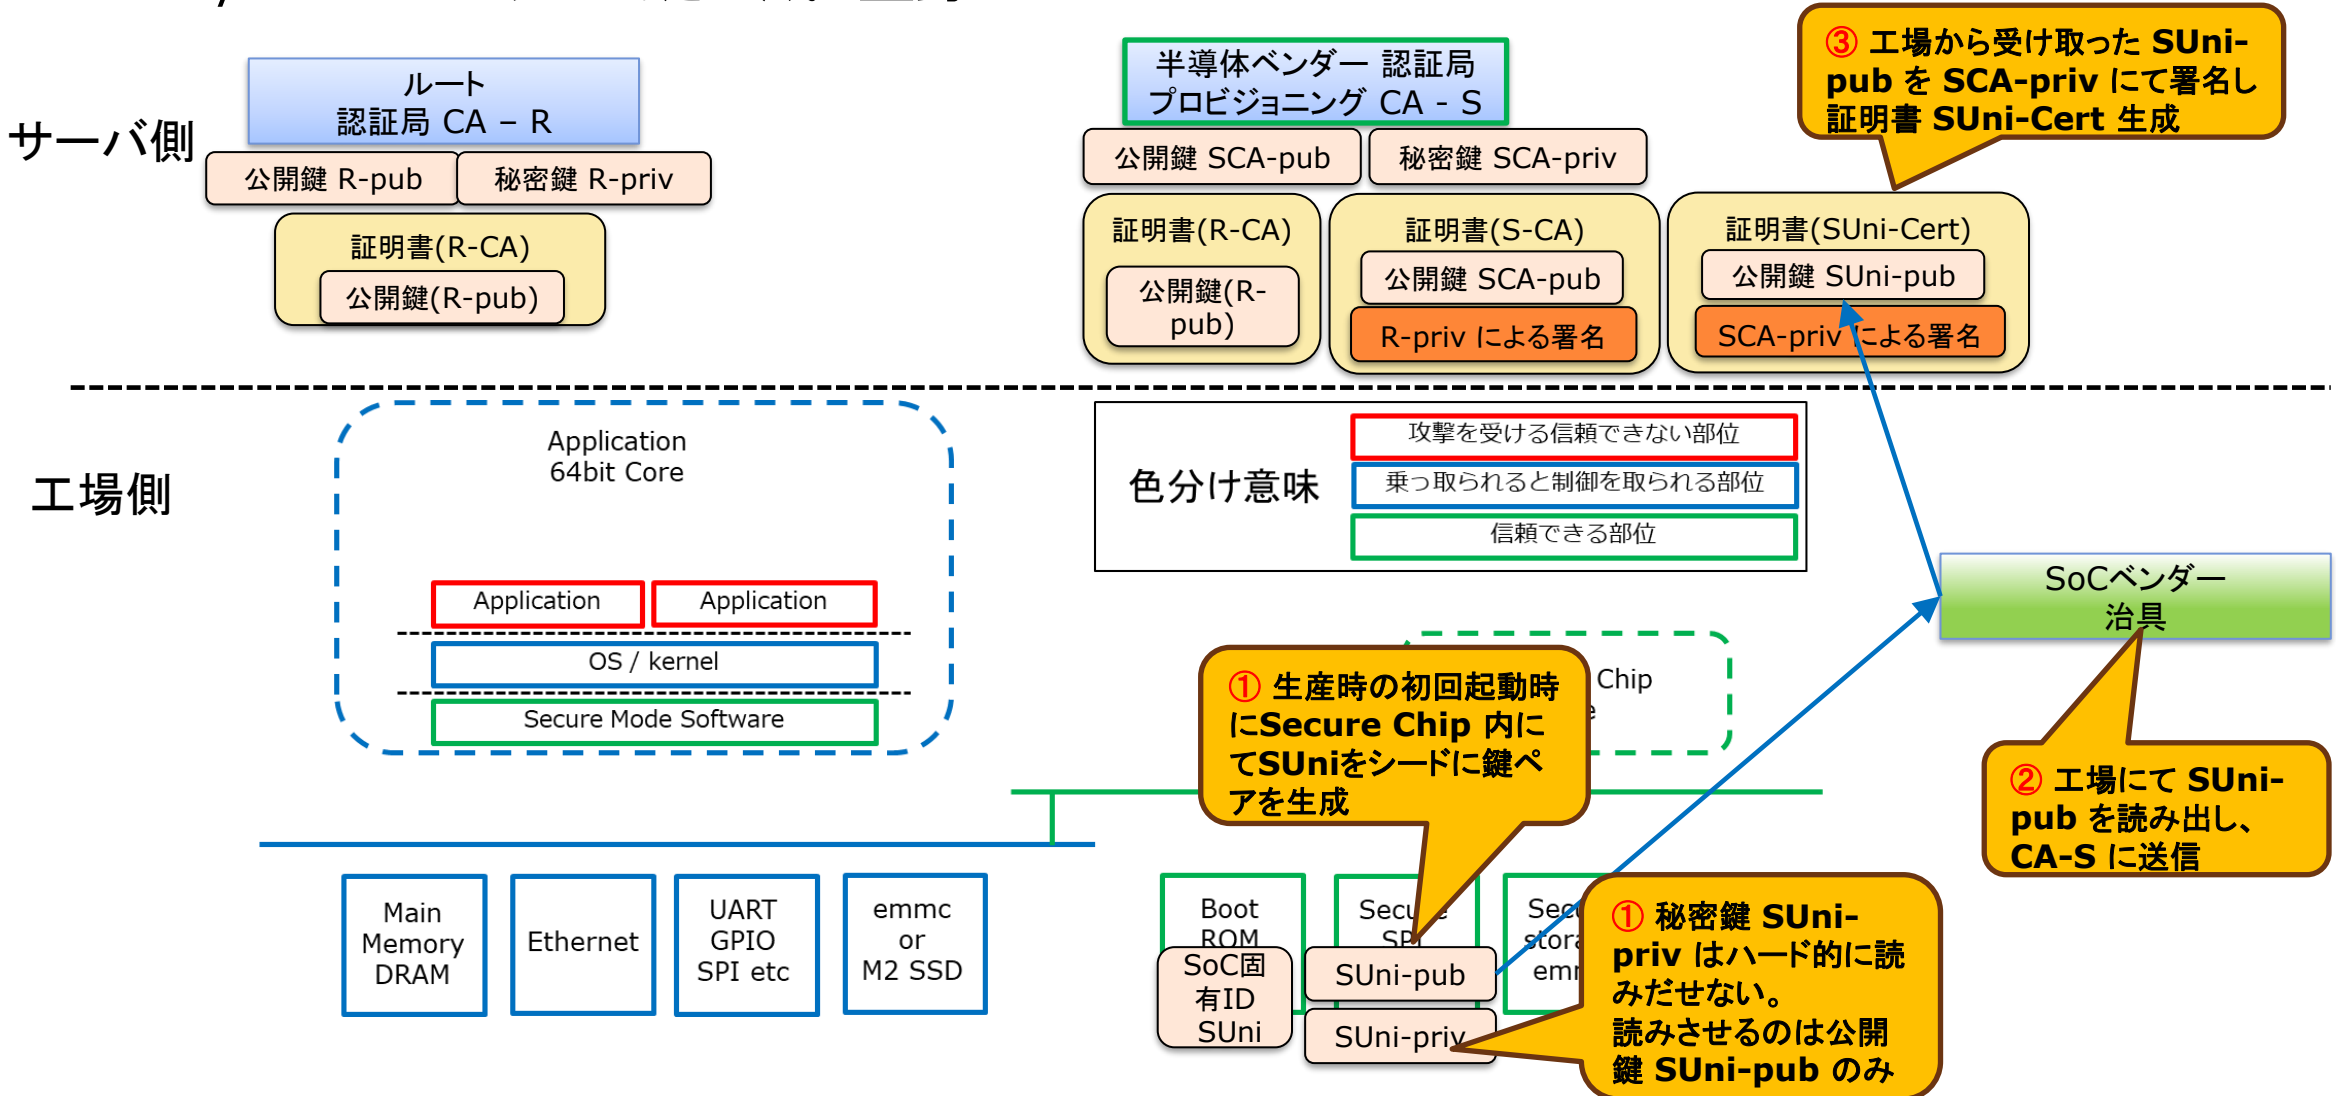 サーバ側
ルート
認証局 CA – R
公開鍵 R-pub
秘密鍵 R-priv
証明書(R-CA)
公開鍵(R-pub)
半導体ベンダー 認証局
プロビジョニング CA - S
公開鍵 SCA-pub
秘密鍵 SCA-priv
証明書(R-CA)
公開鍵(R-
pub)
証明書(S-CA)
公開鍵 SCA-pub
R-priv による署名
証明書(SUni-Cert)
公開鍵 SUni-pub
SCA-priv による署名
③ 工場から受け取った SUni-
pub を SCA-priv にて署名し
証明書 SUni-Cert 生成
工場側
Application
64bit Core
Application
Application
OS / kernel
Secure Mode Software
色分け意味
攻撃を受ける信頼できない部位
乗っ取られると制御を取られる部位
信頼できる部位
SoCベンダー
治具
Chip
① 生産時の初回起動時
にSecure Chip 内に
てSUniをシードに鍵ペ
アを生成
② 工場にて SUni-
pub を読み出し、
CA-S に送信
Main
Memory
DRAM
Ethernet
UART
GPIO
SPI etc
emmc
or
M2 SSD
Boot
ROM
SoC固
有ID
SUni
SUni-pub
SUni-priv
① 秘密鍵 SUni-
priv はハード的に読
みだせない。
読みさせるのは公開
鍵 SUni-pub のみ